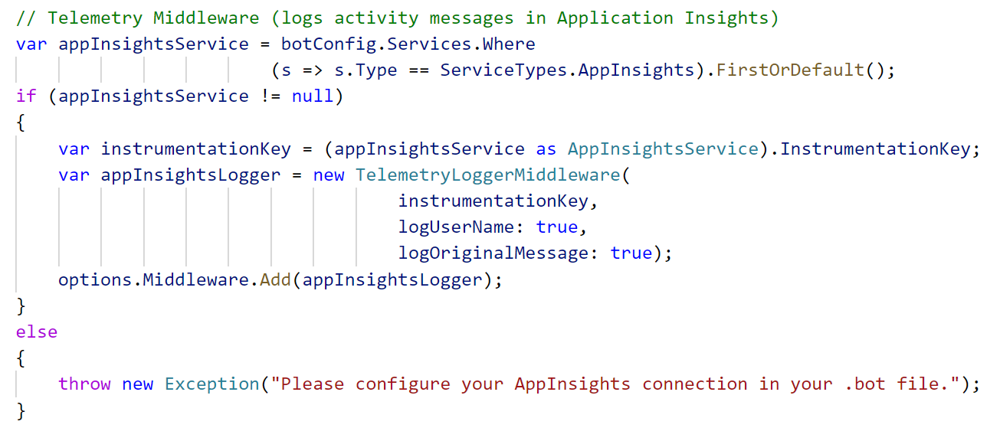 // Telemetry Middleware (logs activity messages in Application Insights)
var appInsightsService = botConfig.Services.Where
                        (s => s.Type == ServiceTypes.AppInsights).FirstOrDefault();
if (appInsightsService != null)
{
    var instrumentationKey = (appInsightsService as AppInsightsService).InstrumentationKey;
    var appInsightsLogger = new TelemetryLoggerMiddleware(
                                    instrumentationKey,
                                    logUserName: true,
                                    logOriginalMessage: true);
    options.Middleware.Add(appInsightsLogger);
}
else
{
    throw new Exception("Please configure your AppInsights connection in your .bot file.");
}